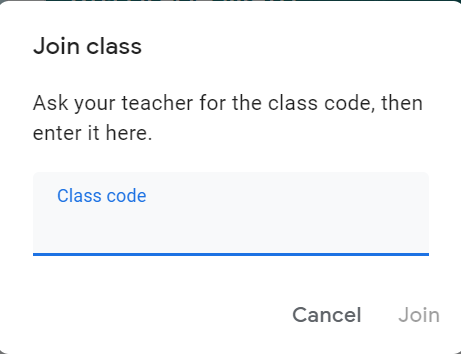 Join class
Ask your teacher for the class code, then
enter it here.
Class code
Cancel Join